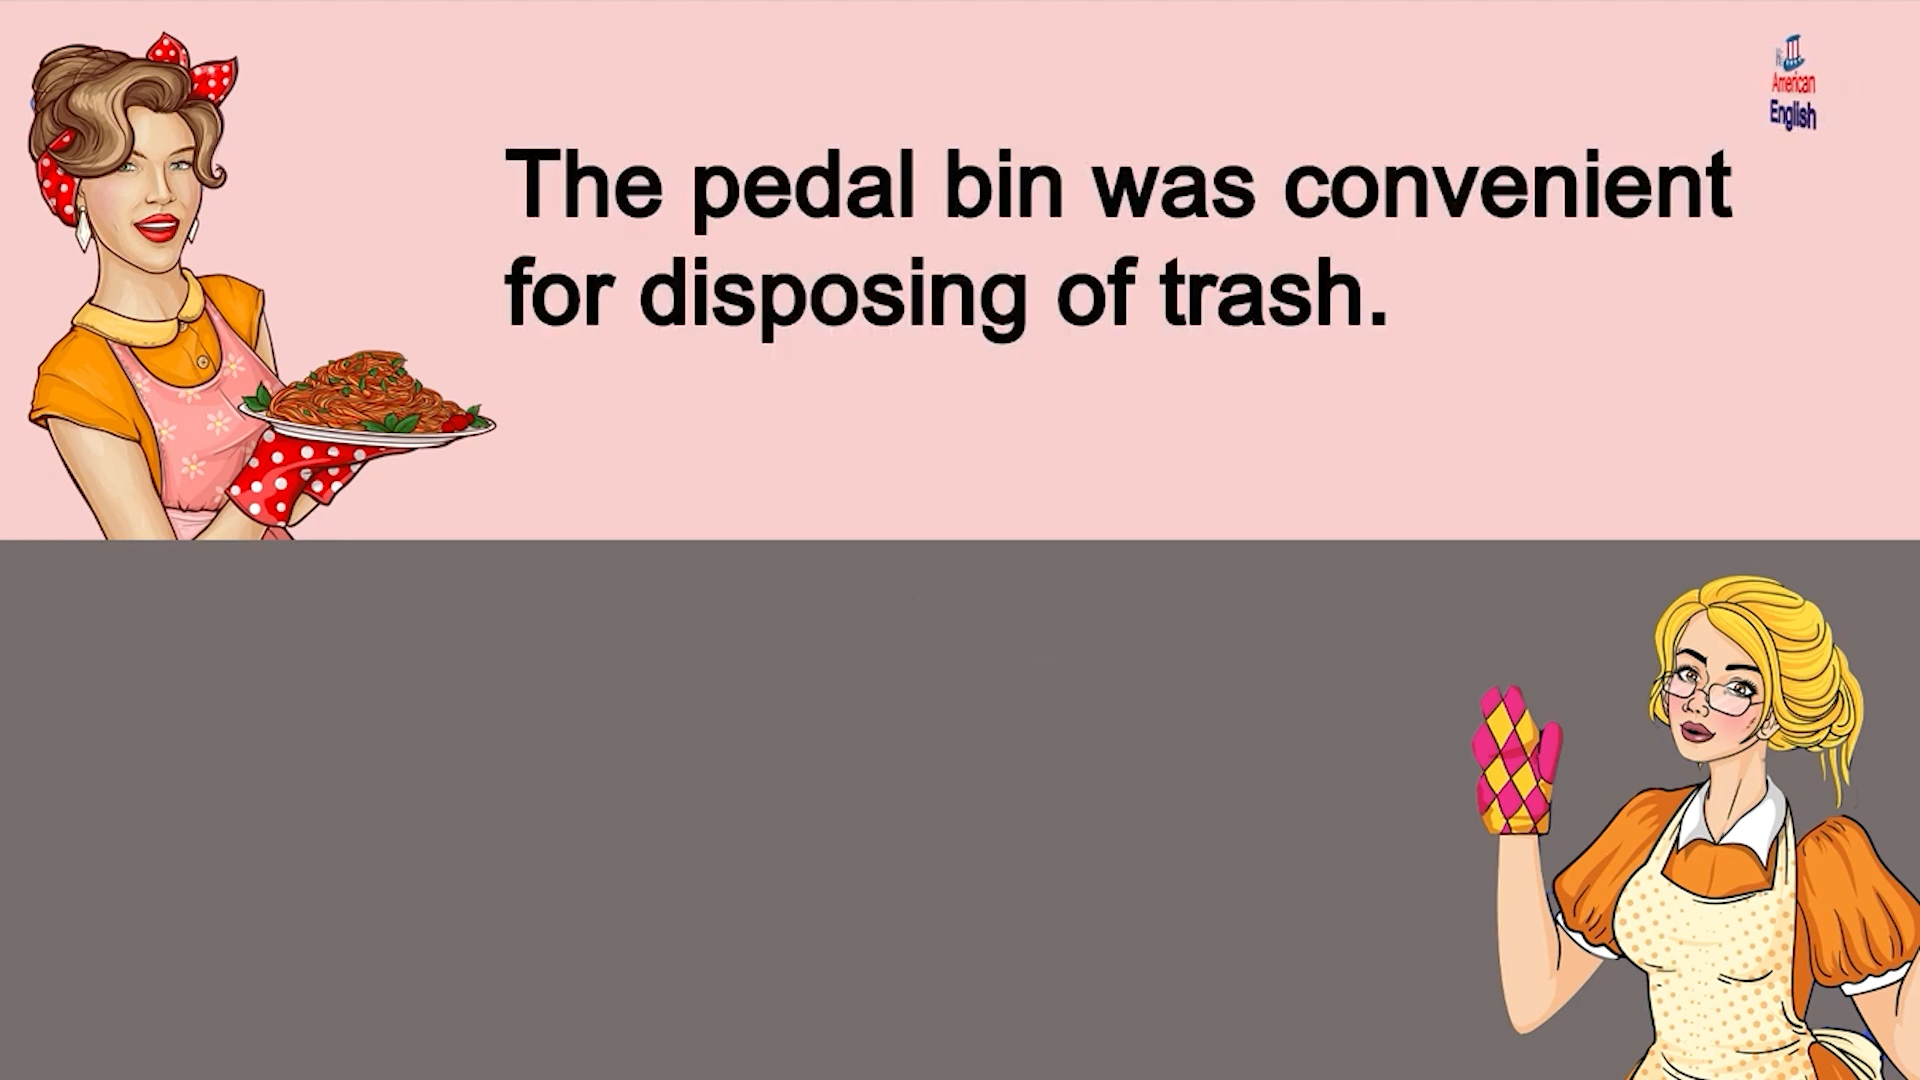 American
English
The pedal bin was convenient
for disposing of trash.